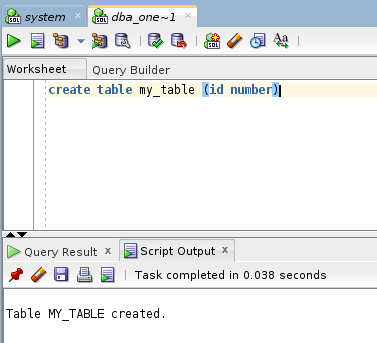 system
dba_one~1 x
Worksheet Query Builder
create table my_table (id number)
Query Result x Script Output x
Task completed in 0.038 seconds
Table MY_TABLE created.